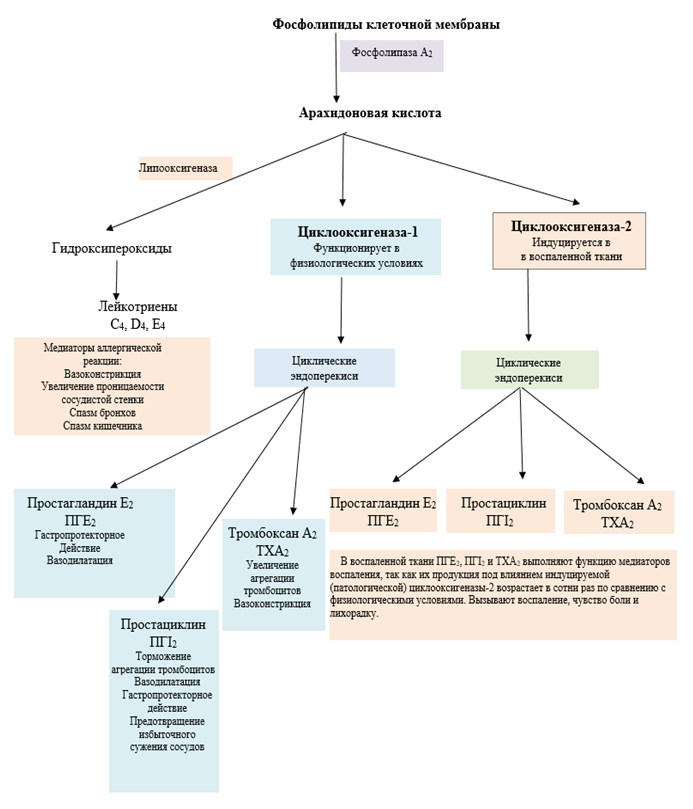 Фосфолипиды клеточной мембраны
Фосфолипаза А₂
Арахидоновая кислота
Липооксигеназа
Гидроксипероксиды
Циклооксигеназа-1
Функционирует в
физиологических условиях
Циклооксигеназа-2
Индуцируется в
в воспаленной ткани
Лейкотриены
С₄, D₄, E₄
Медиаторы аллергической
реакции:
Вазоконстрикция
Увеличение проницаемости
сосудистой стенки
Спазм бронхов
Спазм кишечника
Циклические
эндоперекиси
Циклические
эндоперекиси
Простагландин Е₂
ПГЕ₂
Гастропротекторное
Действие
Вазодилатация
Простациклин
ПГI₂
Торможение
агрегации тромбоцитов
Вазодилатация
Гастропротекторное
действие
Предотвращение
избыточного
сужения сосудов
Тромбоксан А₂
ТХА₂
Увеличение
агрегации
тромбоцитов
Вазоконстрикция
Простагландин Е₂
ПГЕ₂
Простациклин
ПГI₂
Тромбоксан А₂
ТХА₂
В воспаленной ткани ПГЕ₂, ПГI₂ и ТХА₂ выполняют функцию медиаторов
воспаления, так как их продукция под влиянием индуцируемой
(патологической) циклооксигеназы-2 возрастает в сотни раз по сравнению с
физиологическими условиями. Вызывают воспаление, чувство боли и
лихорадку.